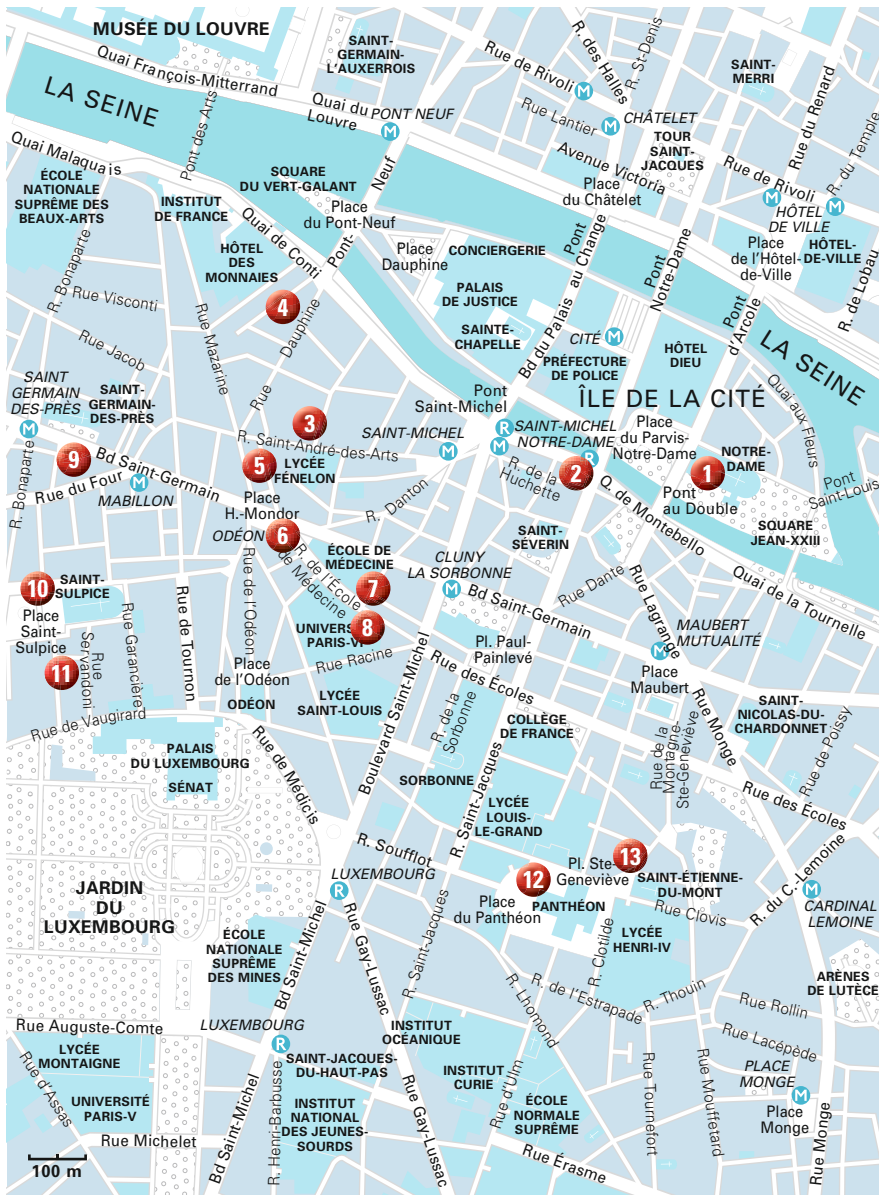 MUSÉE DU LOUVRE
Quai François-Mitterrand
LA SEINE
Pont des Arts
SAINT-
GERMAIN-
L'AUXERROIS
Quai du
Louvre
PONT NEUF
M
Rue de Rivoli
R. des Halles
R. St-Denis
M
Rue Lantier
M
CHÂTELET
SAINT-
MERRI
Rue du Renard
R. du Temple
TOUR
SAINT-
JACQUES
Avenue Victoria
Rue de Rivoli
Place
du Châtelet
M
M
HÔTEL
DE VILLE
Place
de l'Hôtel-
de-Ville
HÔTEL-
DE-VILLE
R. de Lobau
Quai Malaquais
ÉCOLE
NATIONALE
SUPRÊME DES
BEAUX-ARTS
INSTITUT
DE FRANCE
SQUARE
DU VERT-GALANT
Place
du Pont-Neuf
Pont-
Neuf
Quai de Conti
HÔTEL
DES
MONNAIES
Place
Dauphine
CONCIERGERIE
PALAIS
DE JUSTICE
SAINTE-
CHAPELLE
Pont
au Change
Bd du Palais
Pont
Notre-Dame
Pont
d'Arcole
CITÉ
M
PRÉFECTURE
DE POLICE
HÔTEL
DIEU
LA SEINE
ÎLE DE LA CITÉ
Quai aux Fleurs
R. Bonaparte
Rue Visconti
Rue Jacob
Rue Mazarine
4
Rue
Dauphine
SAINT
GERMAIN
DES-PRÈS
M
SAINT-
GERMAIN-
DES-PRÈS
3
R. Saint-André-des-Arts
SAINT-MICHEL
M
Pont
Saint-Michel
R
SAINT-MICHEL
M
NOTRE-DAME
R
2
Place
du Parvis-
Notre-Dame
1
NOTRE-
DAME
Pont
au Double
Pont
Saint-Louis
SQUARE
JEAN-XXIII
9
Bd Saint-Germain
R. Bonaparte
Rue du Four
M
MABILLON
5
LYCÉE
FÉNELON
Place
H.-Mondor
ODÉON
6
R. Danton
R. de la
Huchette
Q. de Montebello
SAINT-
SÉVERIN
Quai de la Tournelle
ÉCOLE DE
MÉDECINE
R. de l'École
de Médecine
7
8
UNIVERSITÉ
PARIS-VI
CLUNY
LA SORBONNE
M
Bd Saint-Germain
Rue Dante
Rue Lagrange
MAUBERT
MUTUALITÉ
M
Place
Maubert
10
SAINT-
SULPICE
Place
Saint-
Sulpice
11
Rue
Servandoni
Rue Garancière
Rue de Tournon
Rue de l'Odéon
Place
de l'Odéon
ODÉON
Rue Racine
LYCÉE
SAINT-LOUIS
Boulevard Saint-Michel
Pl. Paul-
Painlevé
Rue des Écoles
R. de la
Sorbonne
SORBONNE
COLLÈGE
DE FRANCE
R. Saint-Jacques
LYCÉE
LOUIS-
LE-GRAND
Rue de la
Montagne-
Ste-Geneviève
Rue Monge
SAINT-
NICOLAS-DU-
CHARDONNET
Rue de Poissy
Rue des Écoles
Rue de Vaugirard
PALAIS
DU LUXEMBOURG
SÉNAT
Rue de Médicis
JARDIN
DU
LUXEMBOURG
R. Soufflot
LUXEMBOURG
R
12
Place
du Panthéon
PANTHÉON
Pl. Ste-
Geneviève
13
SAINT-ÉTIENNE-
DU-MONT
Rue Clovis
LYCÉE
HENRI-IV
R. Clotilde
R. du C.-Lemoine
M
CARDINAL
LEMOINE
ARÈNES
DE LUTÈCE
ÉCOLE
NATIONALE
SUPRÊME
DES MINES
Bd Saint-Michel
Rue Gay-Lussac
R. Saint-Jacques
R. Lhomond
R. de l'Estrapade
R. Thouin
Rue Rollin
Rue Lacépède
PLACE
MONGE
M
Place
Monge
Rue Monge
Rue Auguste-Comte
LUXEMBOURG
R
LYCÉE
MONTAIGNE
Rue d'Assas
UNIVERSITÉ
PARIS-V
Rue Michelet
100 m
Bd Saint-Michel
R. Henri-Barbusse
SAINT-JACQUES-
DU-HAUT-PAS
INSTITUT
NATIONAL
DES JEUNES-
SOURDS
INSTITUT
OCÉANIQUE
Rue Gay-Lussac
INSTITUT
CURIE
Rue d'Ulm
ÉCOLE
NORMALE
SUPRÊME
Rue Érasme
Rue Tournefort
Rue Mouffetard